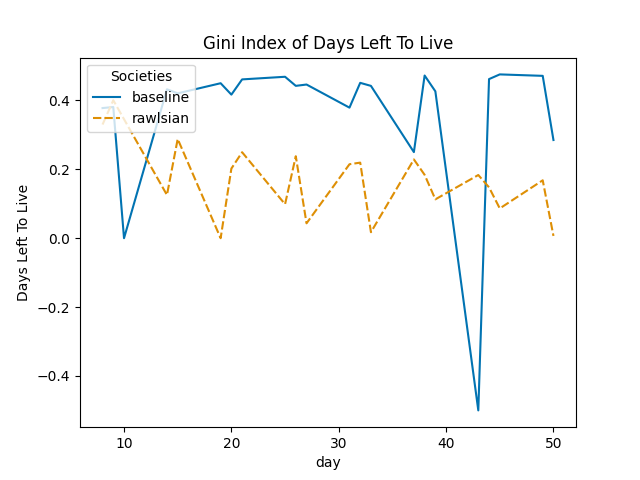 Gini Index of Days Left To Live
Societies
baseline
rawlsian
Days Left To Live
0.4
0.2
0.0
−0.2
−0.4
10
20
30
40
50
day